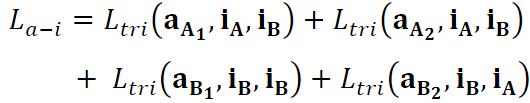 L_{a-i} = L_{tri}(a_{A_1}, i_A, i_B) + L_{tri}(a_{A_2}, i_A, i_B)
+ L_{tri}(a_{B_1}, i_B, i_B) + L_{tri}(a_{B_2}, i_B, i_A)